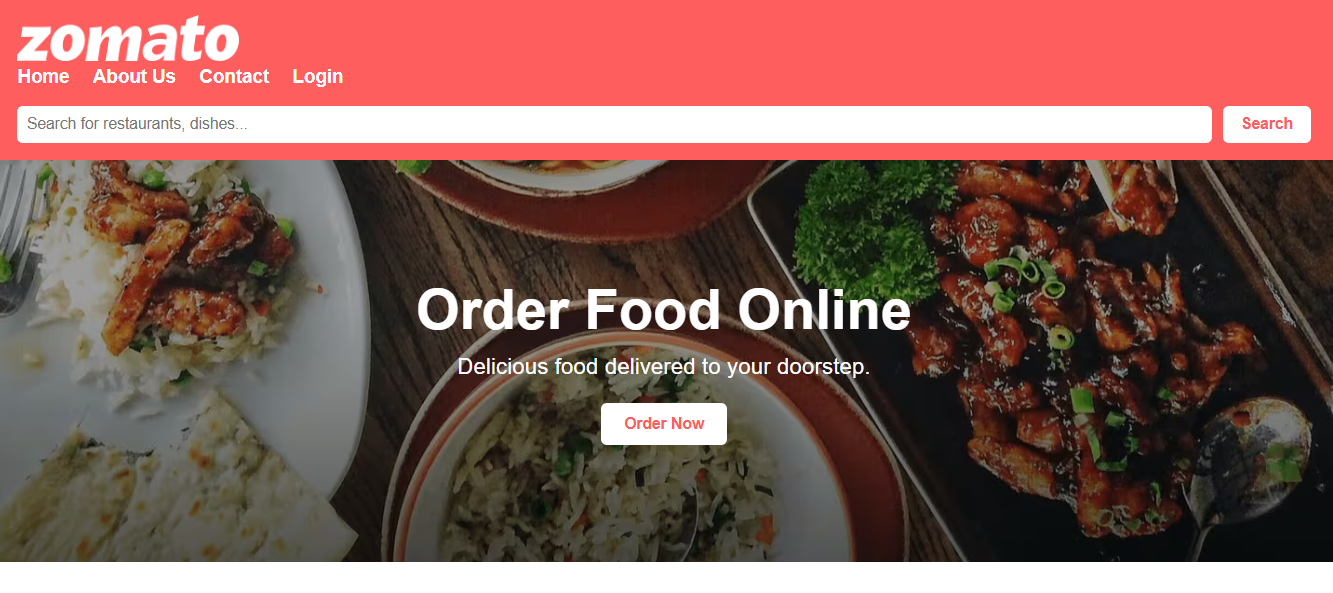 zomato
Home About Us Contact Login
Search for restaurants, dishes... Search
Order Food Online
Delicious food delivered to your doorstep.
Order Now